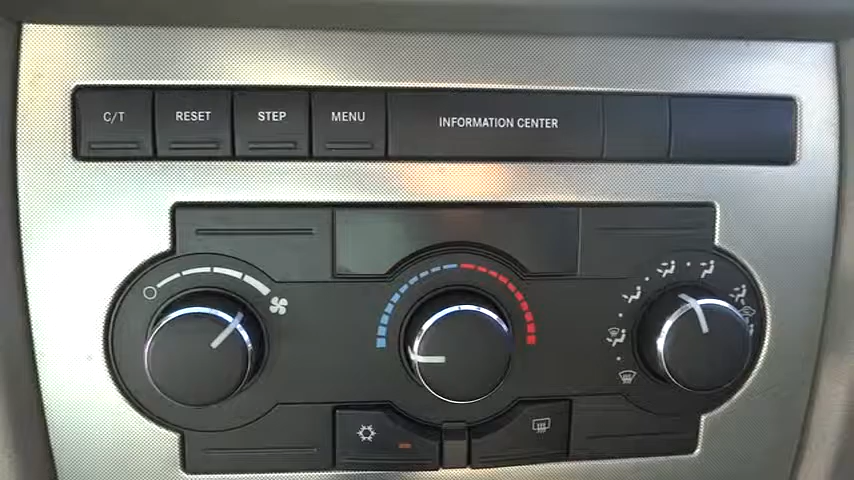 C/T
RESET
STEP
MENU
INFORMATION CENTER